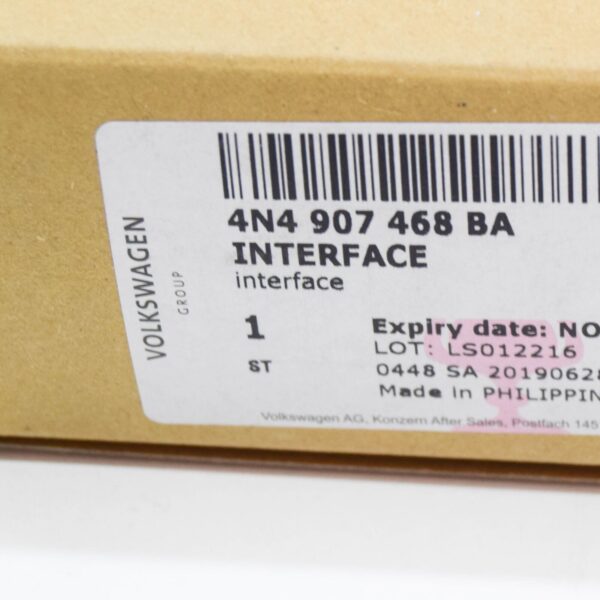 VOLKSWAGEN
GROUP
4N4 907 468 BA
INTERFACE
interface
1
ST
Expiry date: NO
LOT: LS012216
0448 SA 20190628
Made in PHILIPPIN
Volkswagen AG, Konzern After Sales, Postfach 145